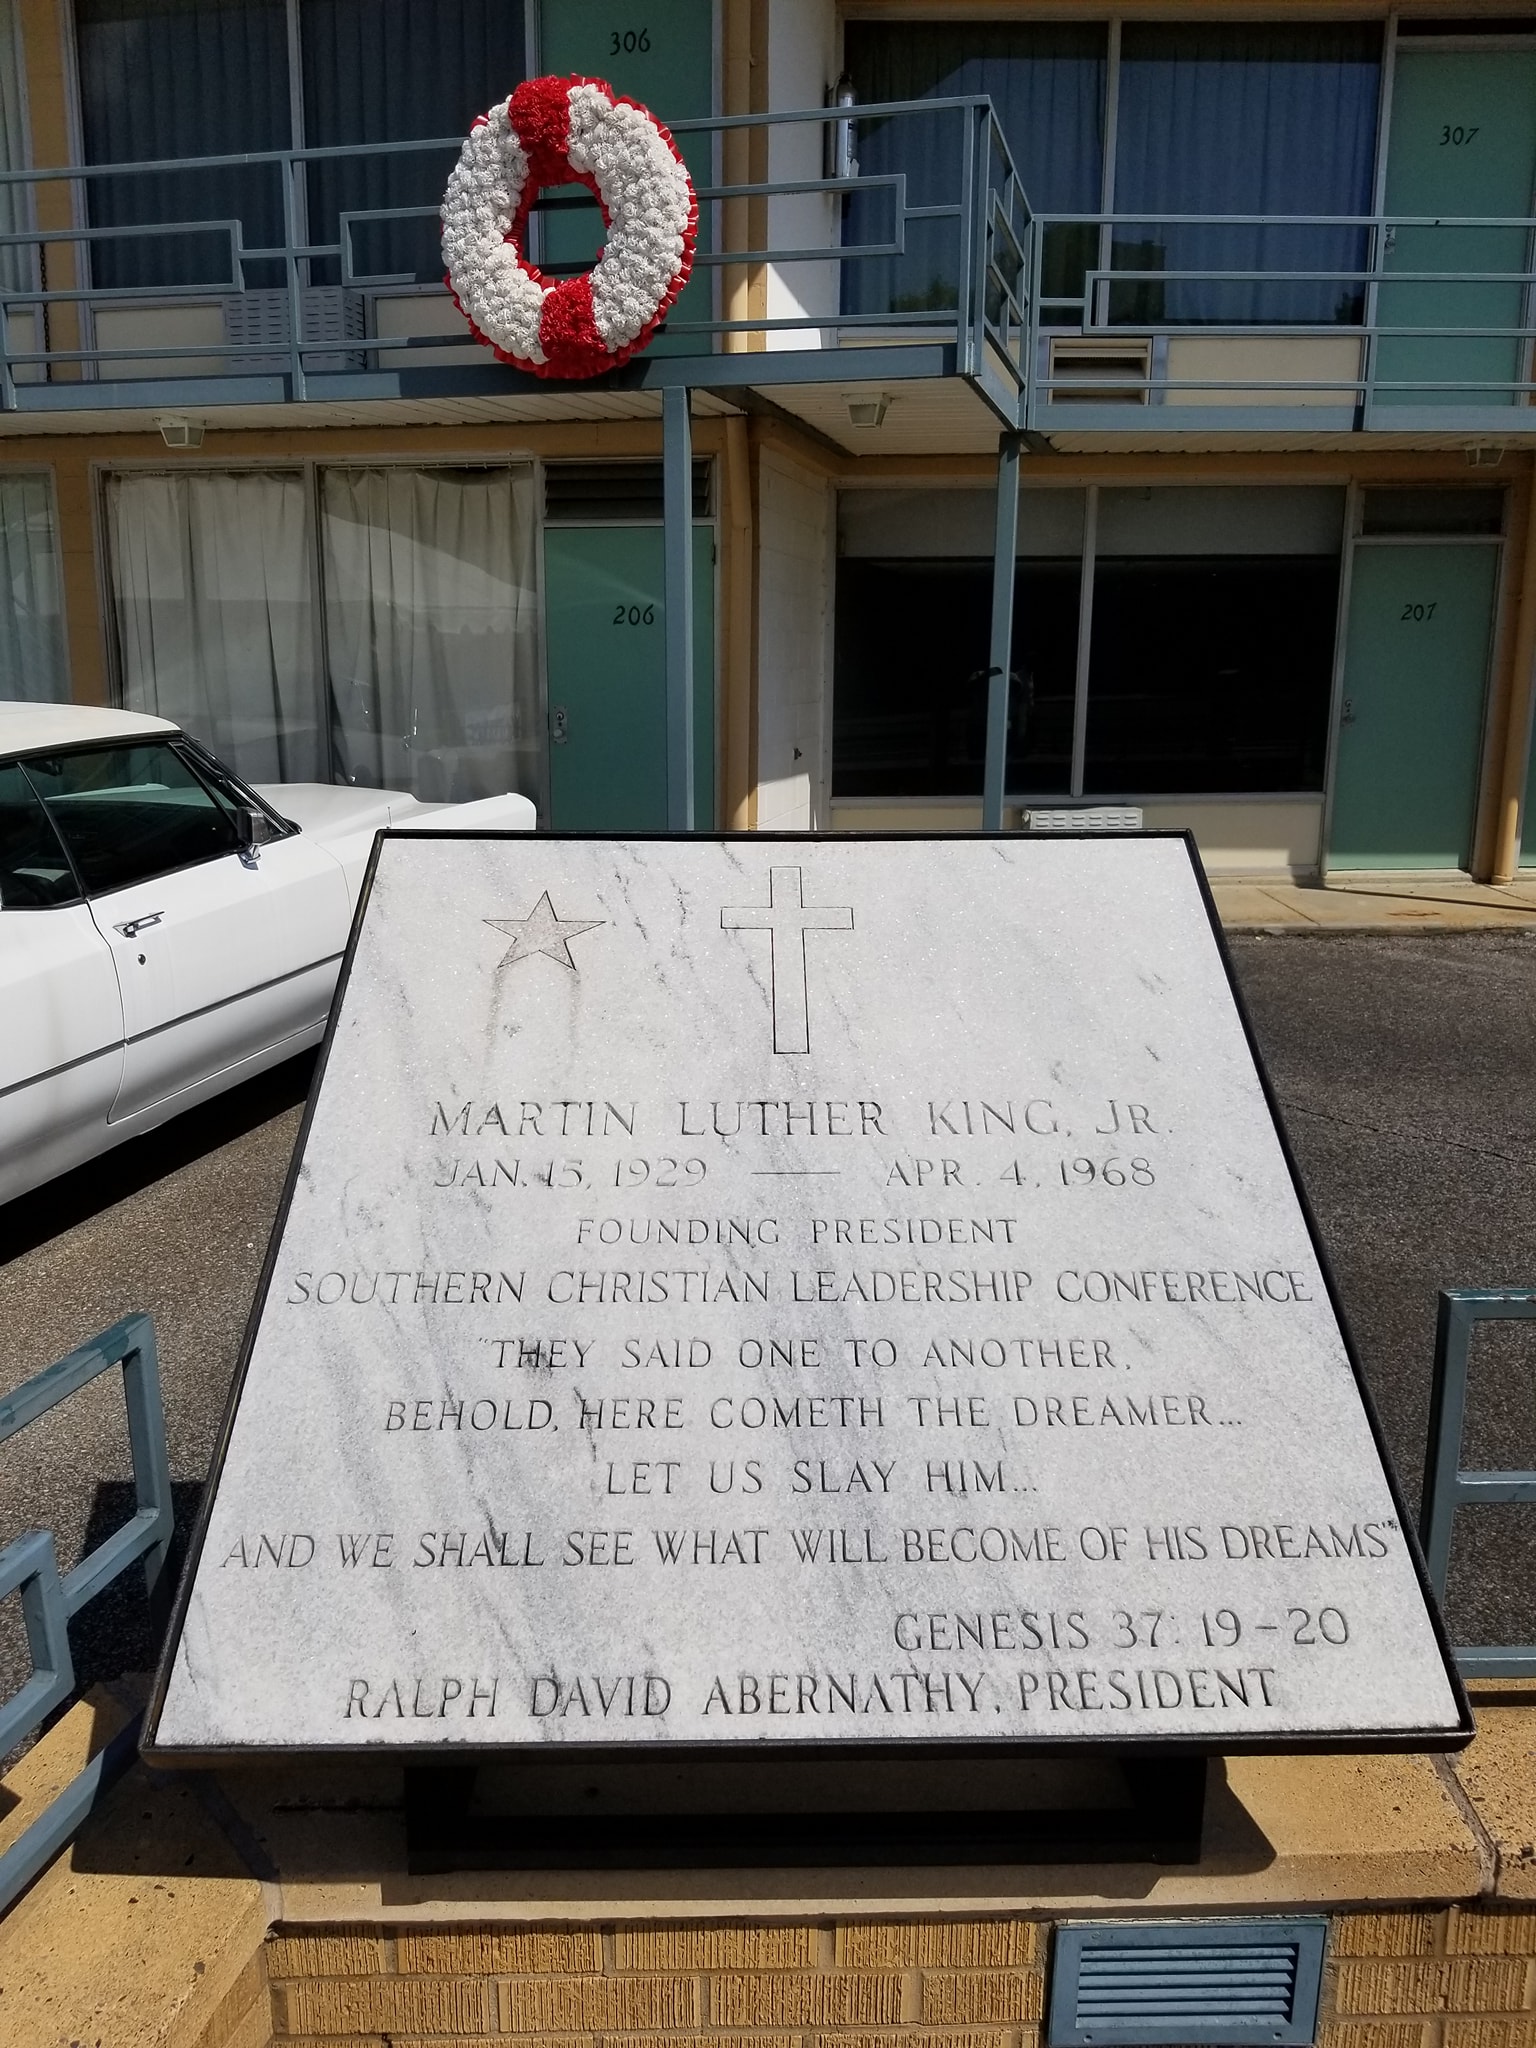 306
307
206
207
MARTIN LUTHER KING, JR.
JAN. 15, 1929 — APR. 4, 1968
FOUNDING PRESIDENT
SOUTHERN CHRISTIAN LEADERSHIP CONFERENCE
"THEY SAID ONE TO ANOTHER,
BEHOLD, HERE COMETH THE DREAMER...
LET US SLAY HIM...
AND WE SHALL SEE WHAT WILL BECOME OF HIS DREAMS"
GENESIS 37: 19-20
RALPH DAVID ABERNATHY, PRESIDENT